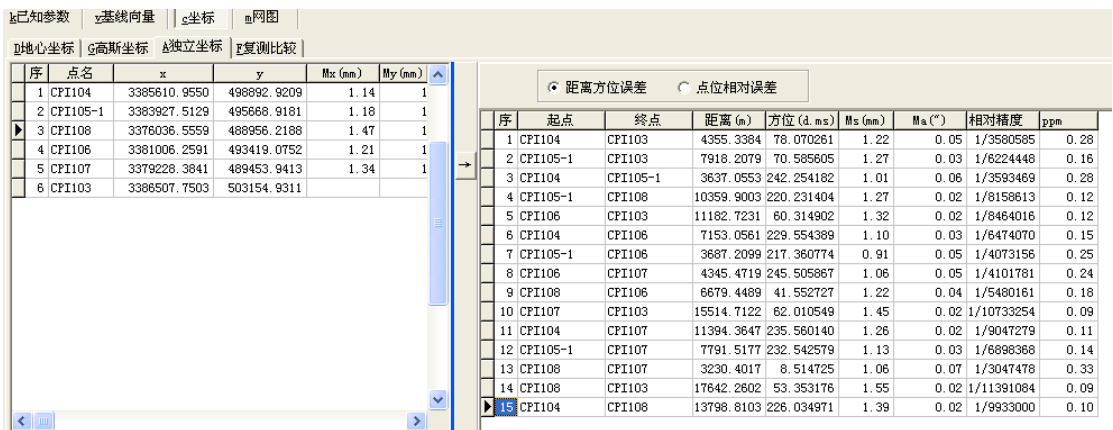 k已知参数 v基线向量 c坐标 m网图
D地心坐标 G高斯坐标 A独立坐标 F复测比较
序 点名 x y Mx(mm) My(mm)
1 CPI104 3385610.9550 498892.9209 1.14 1
2 CPI105-1 3383927.5129 495668.9181 1.18 1
3 CPI108 3376036.5559 488956.2188 1.47 1
4 CPI106 3381006.2591 493419.0752 1.21 1
5 CPI107 3379228.3841 489453.9413 1.34 1
6 CPI103 3386507.7503 503154.9311
→
距离方位误差 点位相对误差
序 起点 终点 距离(m) 方位(d.ms) Ms(mm) Ma(″) 相对精度 ppm
1 CPI104 CPI103 4355.3384 78.070261 1.22 0.05 1/3580585 0.28
2 CPI105-1 CPI103 7918.2079 70.585605 1.27 0.03 1/6224448 0.16
3 CPI104 CPI105-1 3637.0553 242.254182 1.01 0.06 1/3593469 0.28
4 CPI105-1 CPI108 10359.9003 220.231404 1.27 0.02 1/8158613 0.12
5 CPI106 CPI103 11182.7231 60.314902 1.32 0.02 1/8464016 0.12
6 CPI104 CPI106 7153.0561 229.554389 1.10 0.03 1/6474070 0.15
7 CPI105-1 CPI106 3687.2099 217.360774 0.91 0.05 1/4073156 0.25
8 CPI106 CPI107 4345.4719 245.505867 1.06 0.05 1/4101781 0.24
9 CPI108 CPI106 6679.4489 41.552727 1.22 0.04 1/5480161 0.18
10 CPI107 CPI103 15514.7122 62.010549 1.45 0.02 1/10733254 0.09
11 CPI104 CPI107 11394.3647 235.560140 1.26 0.02 1/9047279 0.11
12 CPI105-1 CPI107 7791.5177 232.542579 1.13 0.03 1/6898368 0.14
13 CPI108 CPI107 3230.4017 8.514725 1.06 0.07 1/3047478 0.33
14 CPI108 CPI103 17642.2602 53.353176 1.55 0.02 1/11391084 0.09
15 CPI104 CPI108 13798.8103 226.034971 1.39 0.02 1/9933000 0.10